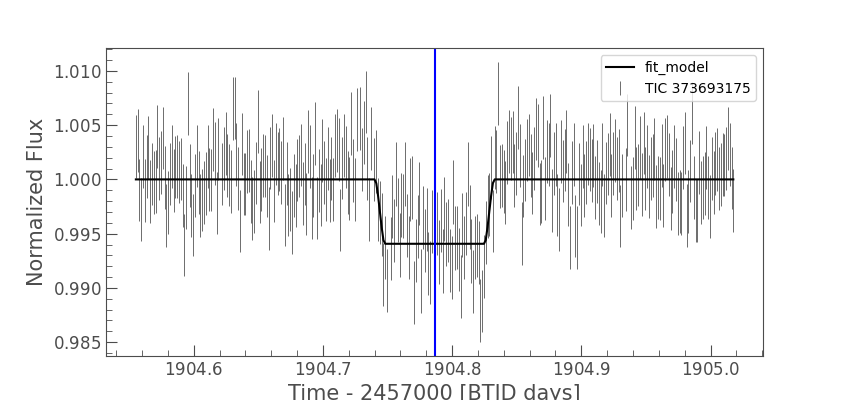 1.010
1.005
1.000
0.995
0.990
0.985
Normalized Flux
fit_model
TIC 373693175
1904.6 1904.7 1904.8 1904.9 1905.0
Time - 2457000 [BTJD days]